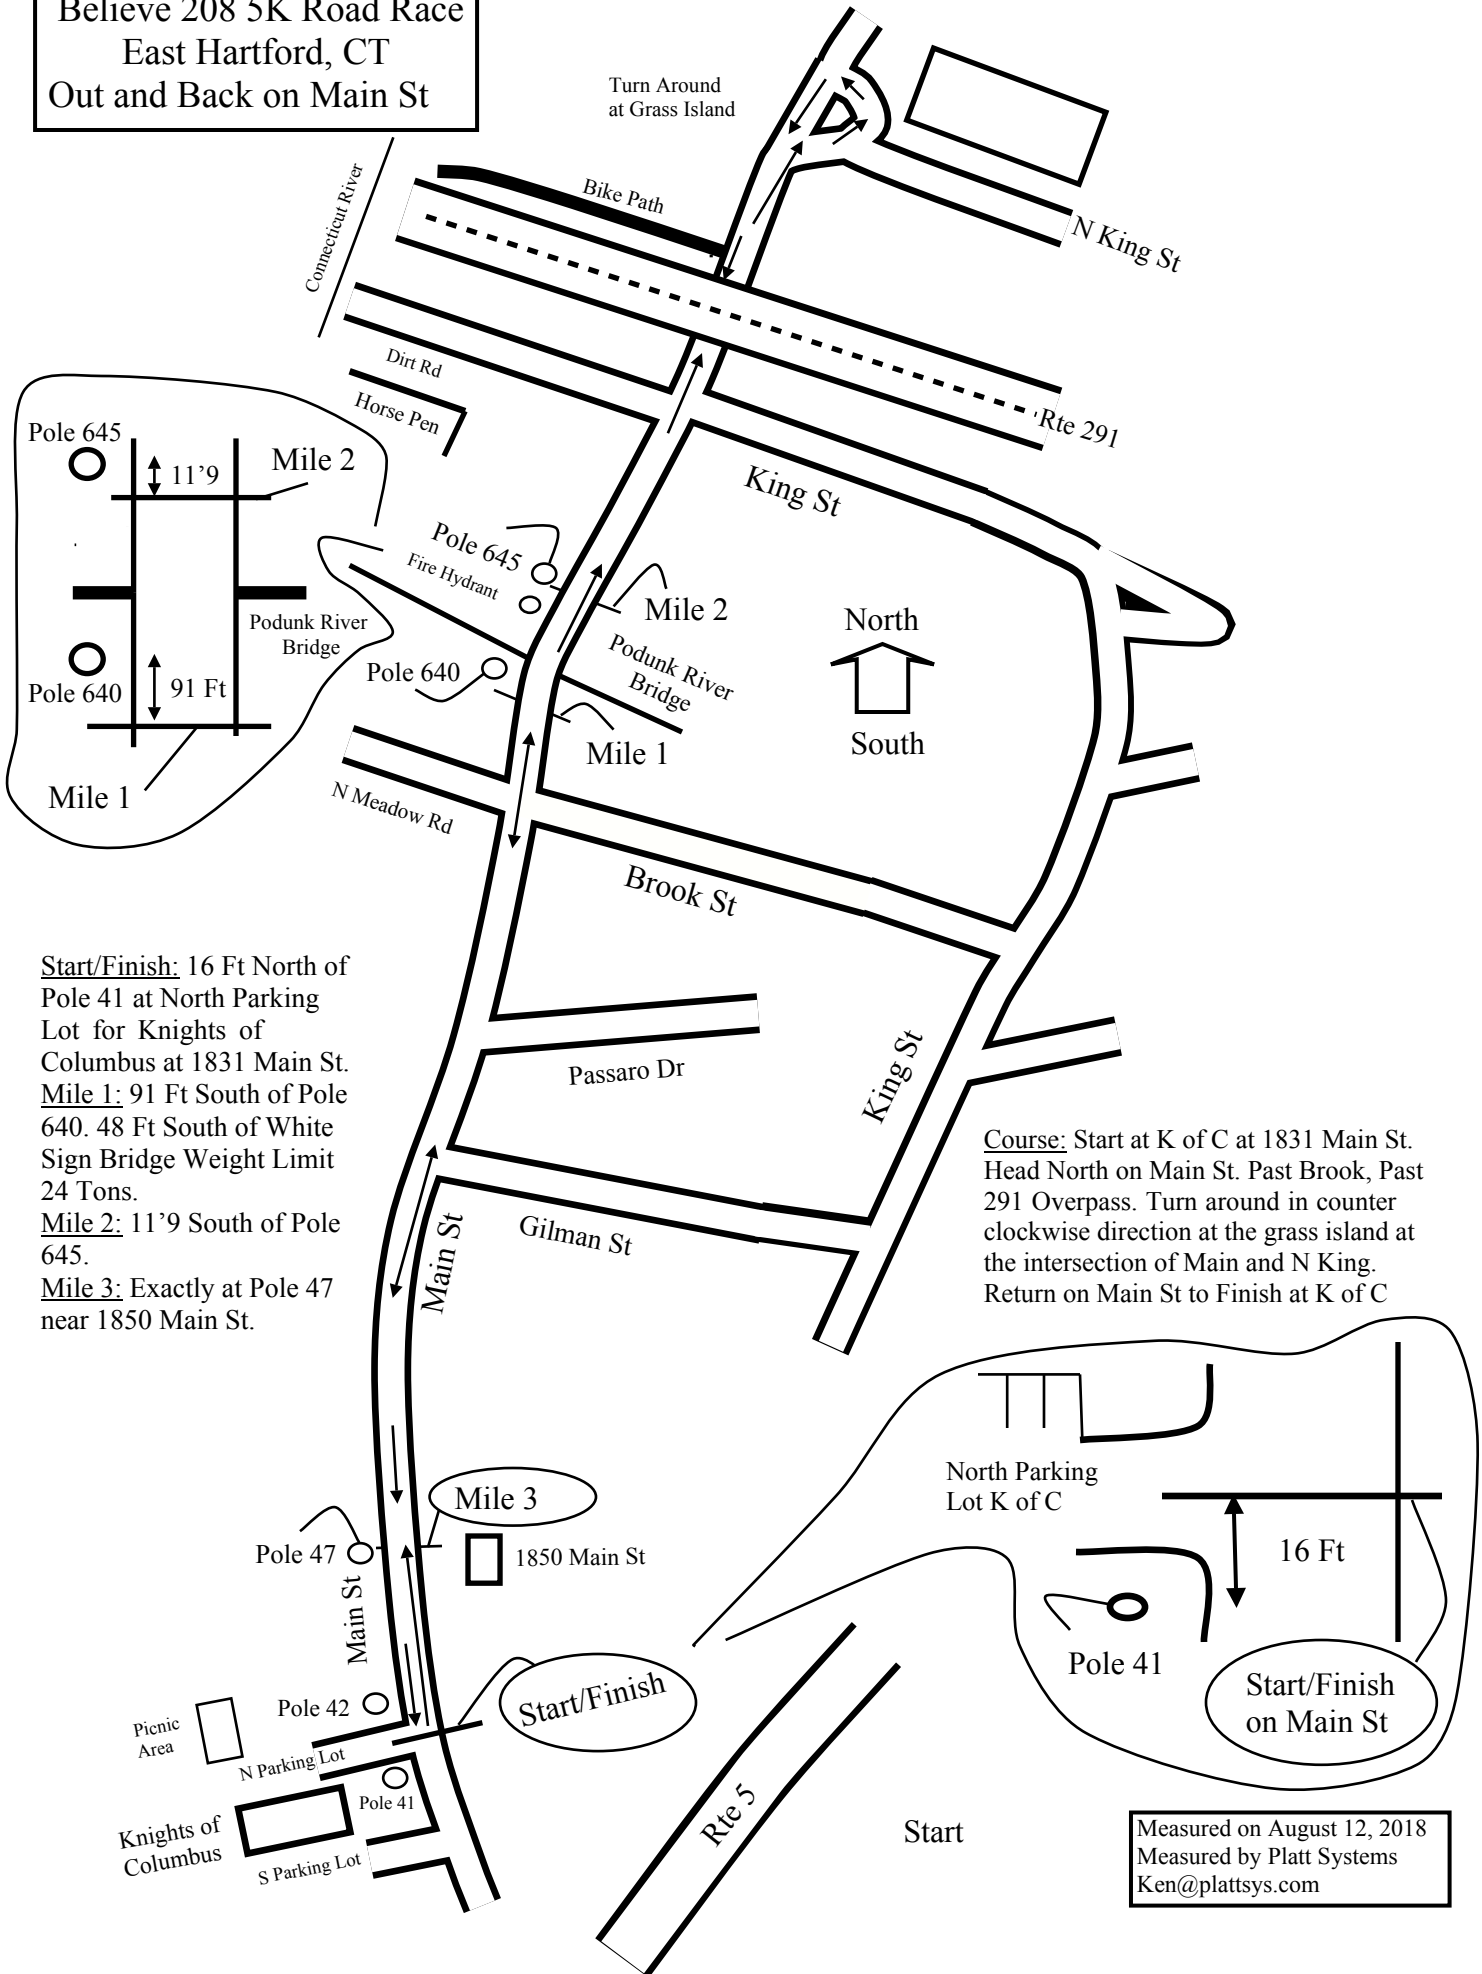 Believe 208 5K Road Race
East Hartford, CT
Out and Back on Main St
Turn Around
at Grass Island
Connecticut River
Bike Path
N King St
Dirt Rd
Horse Pen
Rte 291
King St
Pole 645
11’9
Mile 2
Podunk River
Bridge
Pole 640
91 Ft
Mile 1
Pole 645
Fire Hydrant
Mile 2
Podunk River
Bridge
Pole 640
Mile 1
North
South
N Meadow Rd
Brook St
Start/Finish: 16 Ft North of
Pole 41 at North Parking
Lot for Knights of
Columbus at 1831 Main St.
Mile 1: 91 Ft South of Pole
640. 48 Ft South of White
Sign Bridge Weight Limit
24 Tons.
Mile 2: 11’9 South of Pole
645.
Mile 3: Exactly at Pole 47
near 1850 Main St.
Passaro Dr
King St
Gilman St
Main St
Course: Start at K of C at 1831 Main St.
Head North on Main St. Past Brook, Past
291 Overpass. Turn around in counter
clockwise direction at the grass island at
the intersection of Main and N King.
Return on Main St to Finish at K of C
Mile 3
Pole 47
1850 Main St
Main St
North Parking
Lot K of C
16 Ft
Pole 41
Start/Finish
on Main St
Start/Finish
Pole 42
Picnic
Area
N Parking Lot
Pole 41
Knights of
Columbus
S Parking Lot
Rte 5
Start
Measured on August 12, 2018
Measured by Platt Systems
Ken@plattsys.com